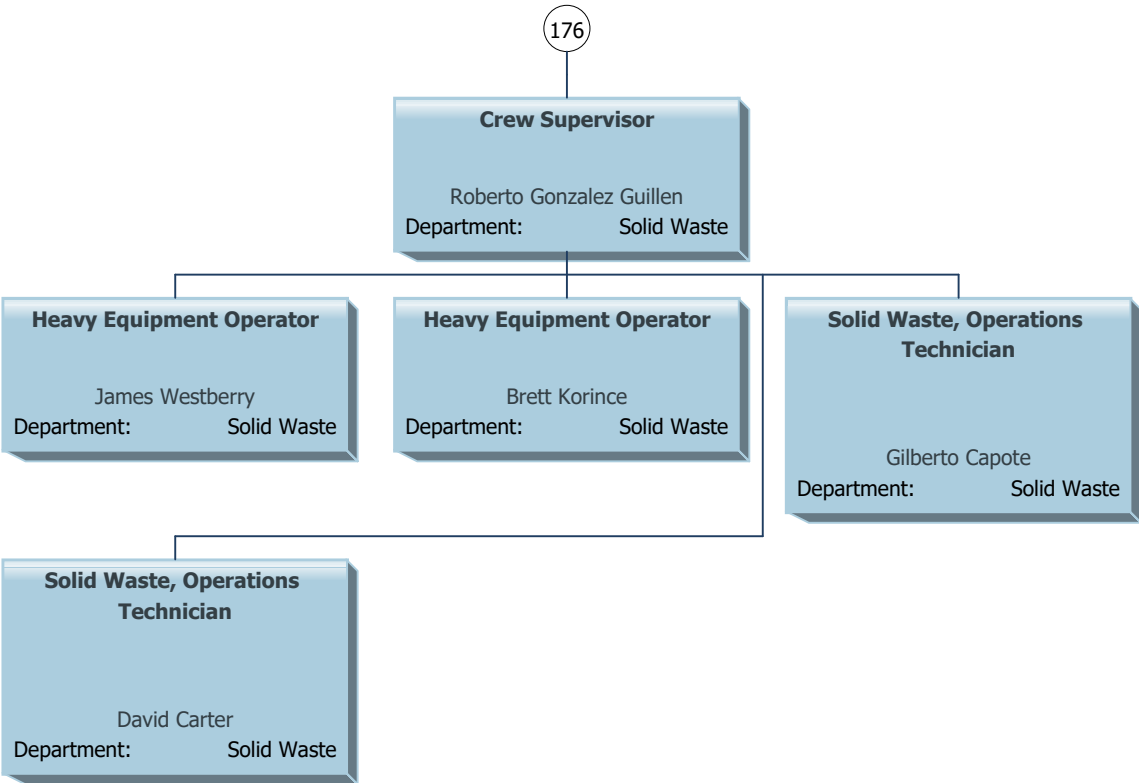 176
Crew Supervisor
Roberto Gonzalez Guillen
Department: Solid Waste
Heavy Equipment Operator
James Westberry
Department: Solid Waste
Heavy Equipment Operator
Brett Korince
Department: Solid Waste
Solid Waste, Operations
Technician
Gilberto Capote
Department: Solid Waste
Solid Waste, Operations
Technician
David Carter
Department: Solid Waste